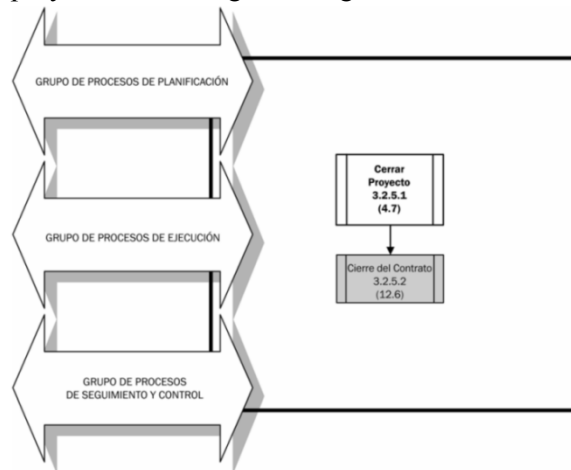 GRUPO DE PROCESOS DE PLANIFICACIÓN
GRUPO DE PROCESOS DE EJECUCIÓN
GRUPO DE PROCESOS
DE SEGUIMIENTO Y CONTROL
Cerrar
Proyecto
3.2.5.1
(4.7)
Cierre del Contrato
3.2.5.2
(12.6)